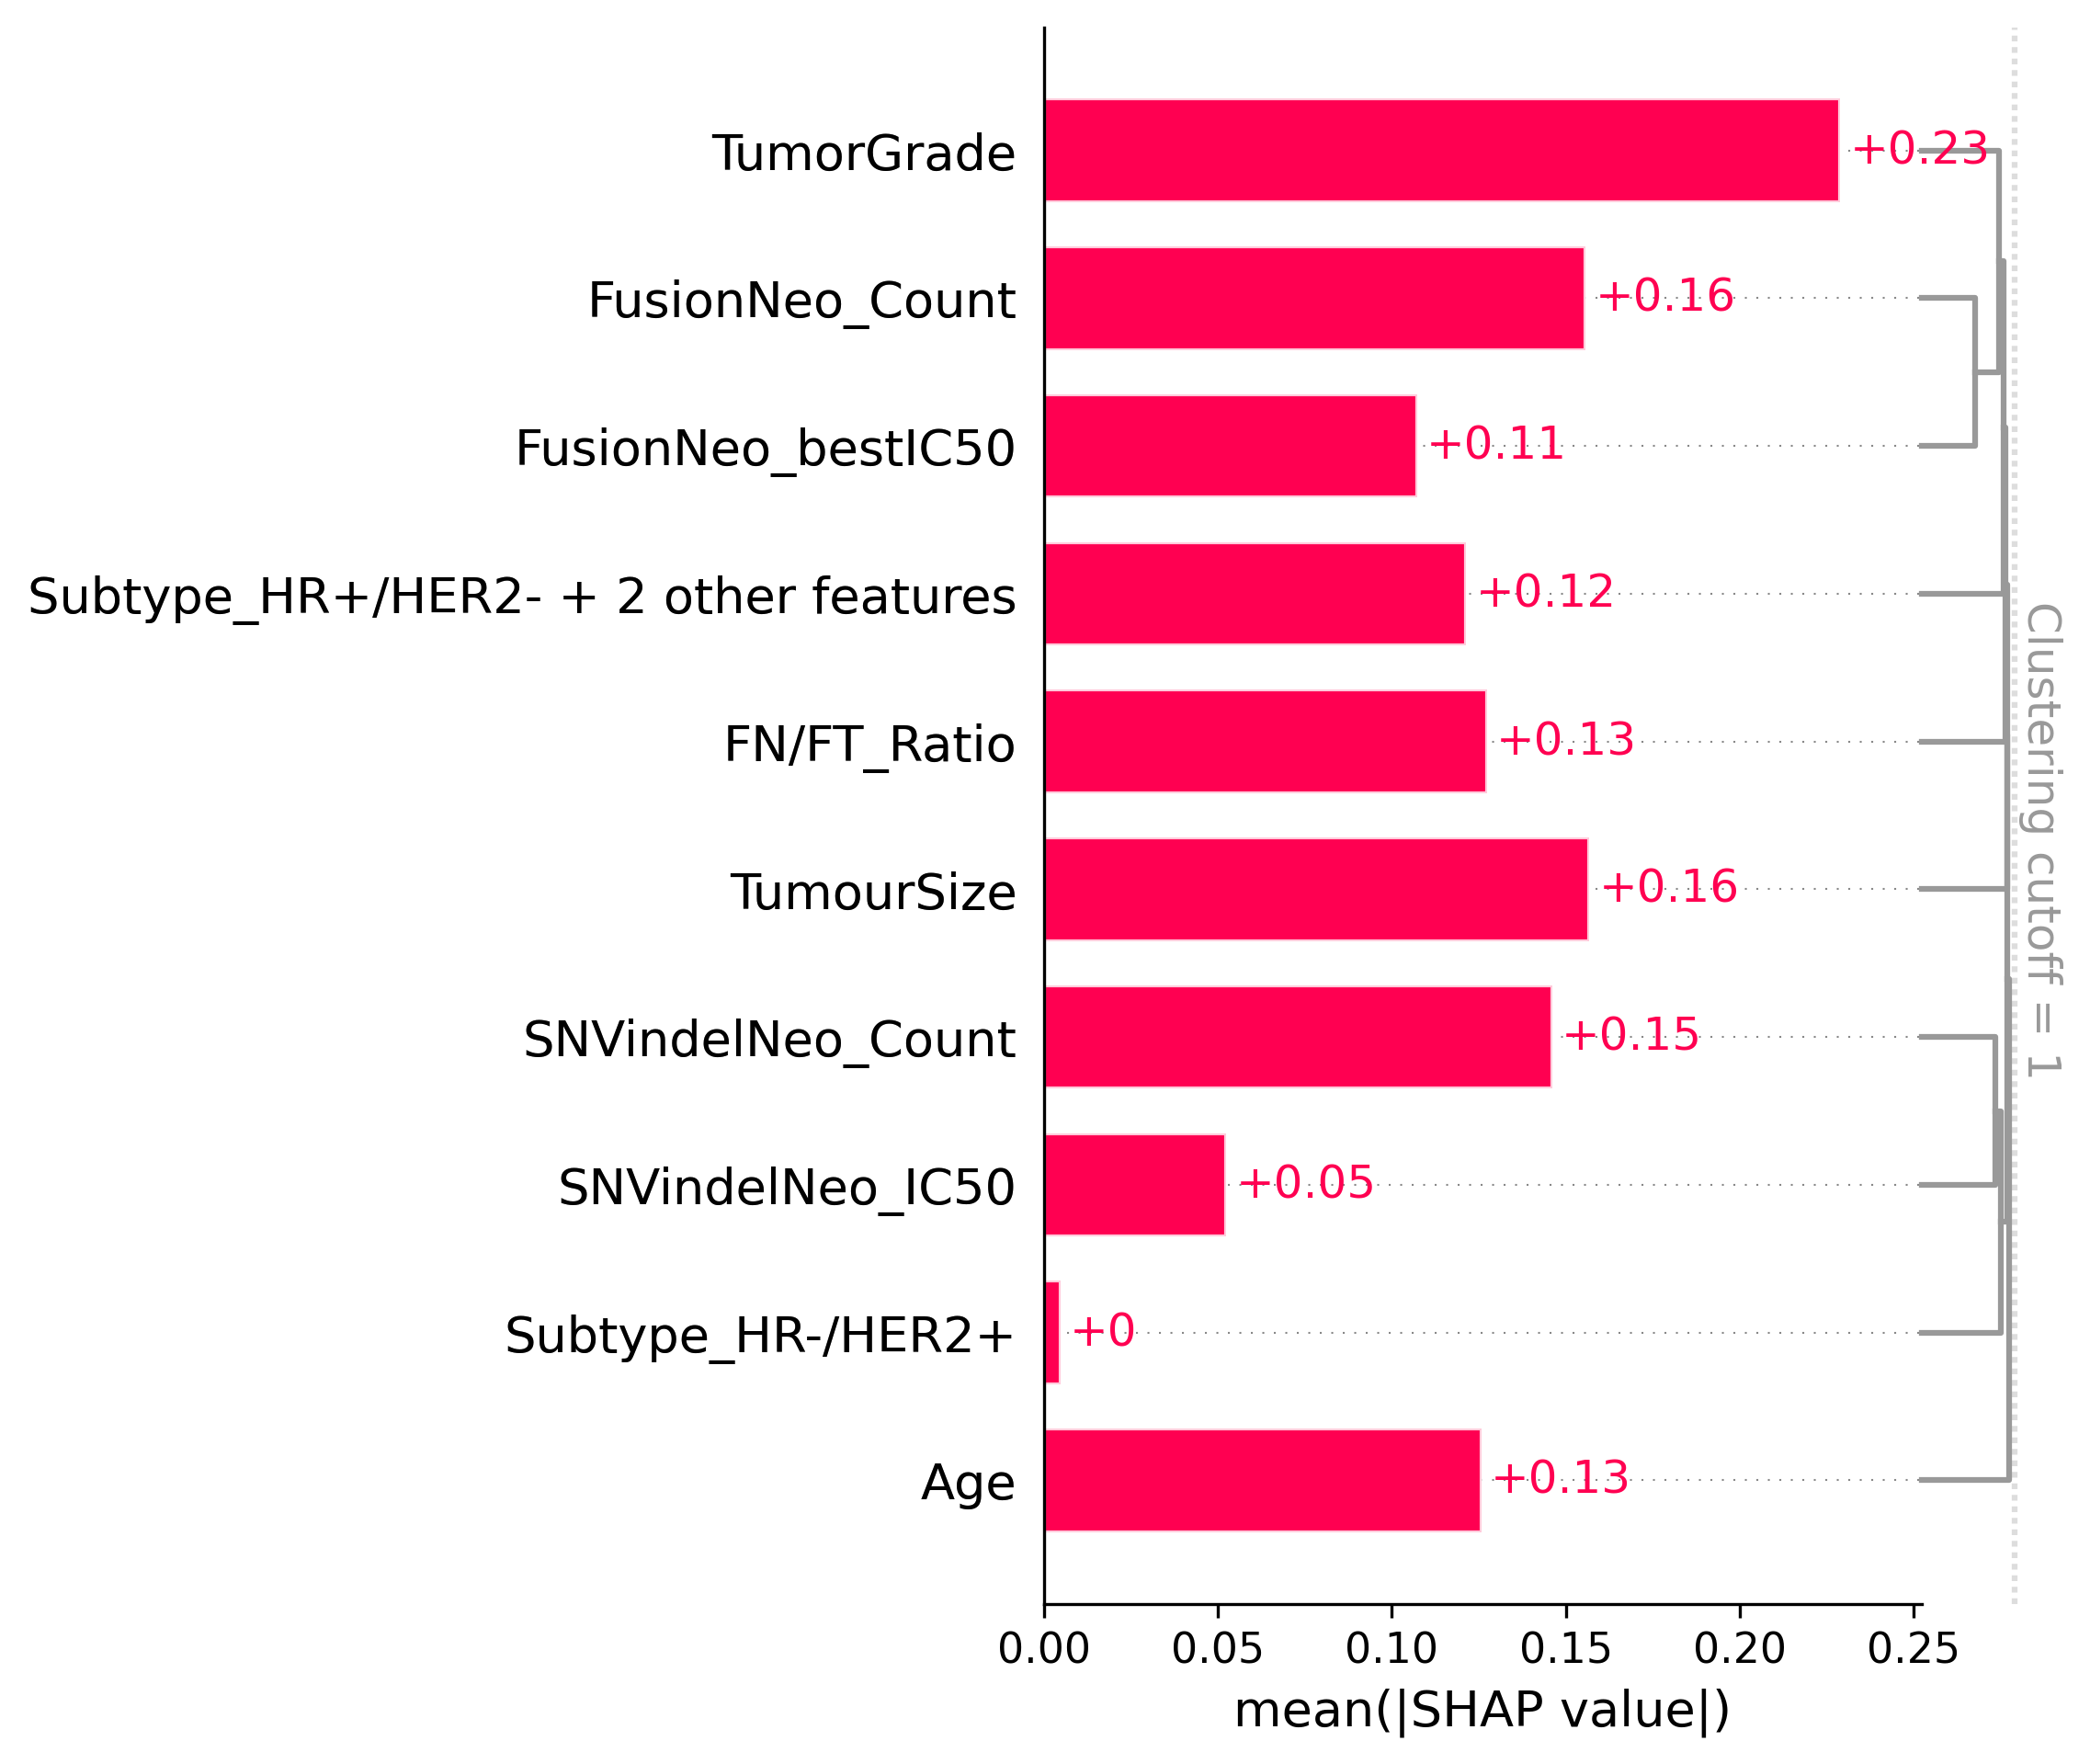 TumorGrade +0.23
FusionNeo_Count +0.16
FusionNeo_bestIC50 +0.11
Subtype_HR+/HER2- + 2 other features +0.12
FN/FT_Ratio +0.13
TumourSize +0.16
SNVindelNeo_Count +0.15
SNVindelNeo_IC50 +0.05
Subtype_HR-/HER2+ +0
Age +0.13
Clustering cutoff = 1
0.00 0.05 0.10 0.15 0.20 0.25
mean(|SHAP value|)